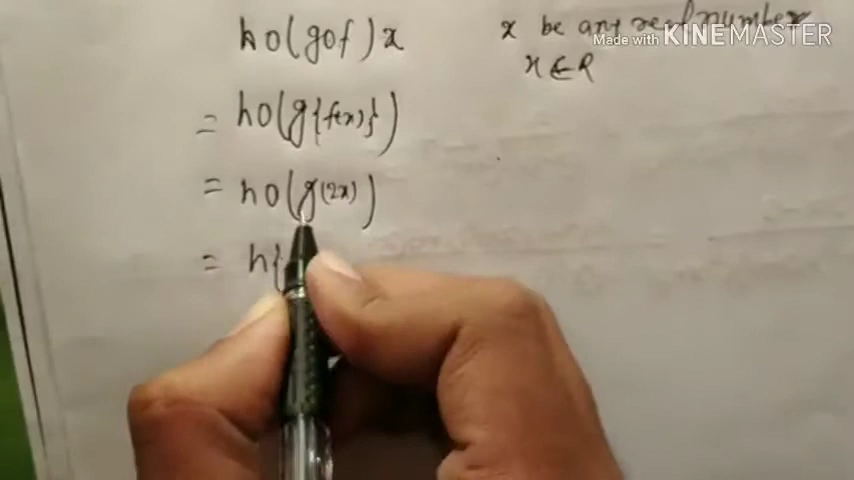 ho(gof)x
x be any real number
Made with KINEMASTER
x ∈ R
= ho(g{f(x)})
= ho(g(2x))
= h{